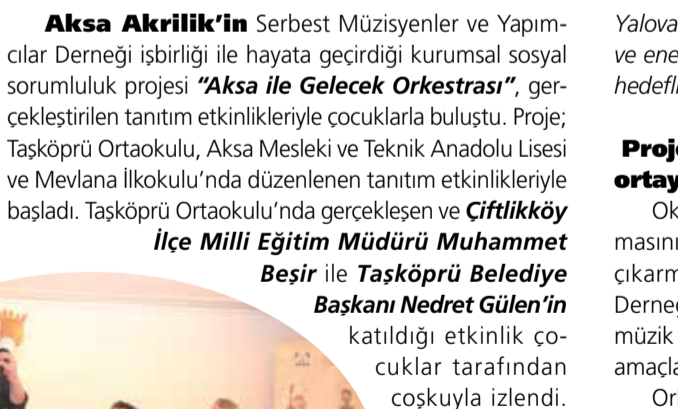 Aksa Akrilik’in Serbest Müzisyenler ve Yapım-
cılar Derneği işbirliği ile hayata geçirdiği kurumsal sosyal
sorumluluk projesi “Aksa ile Gelecek Orkestrası”, ger-
çekleştirilen tanıtım etkinlikleriyle çocuklarla buluştu. Proje;
Taşköprü Ortaokulu, Aksa Mesleki ve Teknik Anadolu Lisesi
ve Mevlana İlkokulu’nda düzenlenen tanıtım etkinlikleriyle
başladı. Taşköprü Ortaokulu’nda gerçekleşen ve Çiftlikköy
İlçe Milli Eğitim Müdürü Muhammet
Beşir ile Taşköprü Belediye
Başkanı Nedret Gülen’in
katıldığı etkinlik ço-
cuklar tarafından
coşkuyla izlendi.
Yalova
ve ene
hedefli
Proje
ortay
Ok
masını
çıkarm
Derneğ
müzik
amaçla
Or